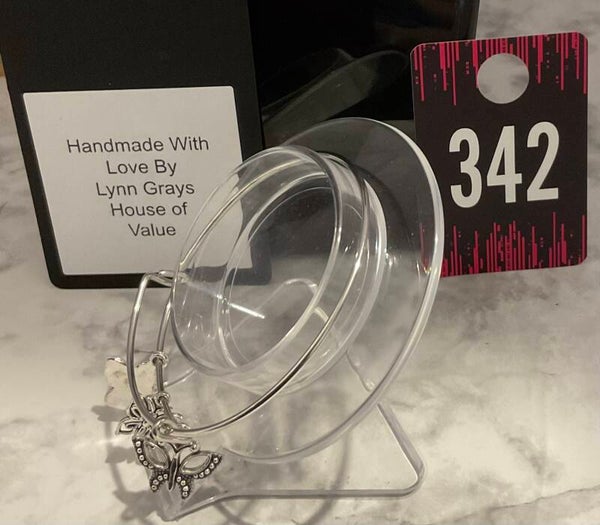 Handmade With
Love By
Lynn Grays
House of
Value
342